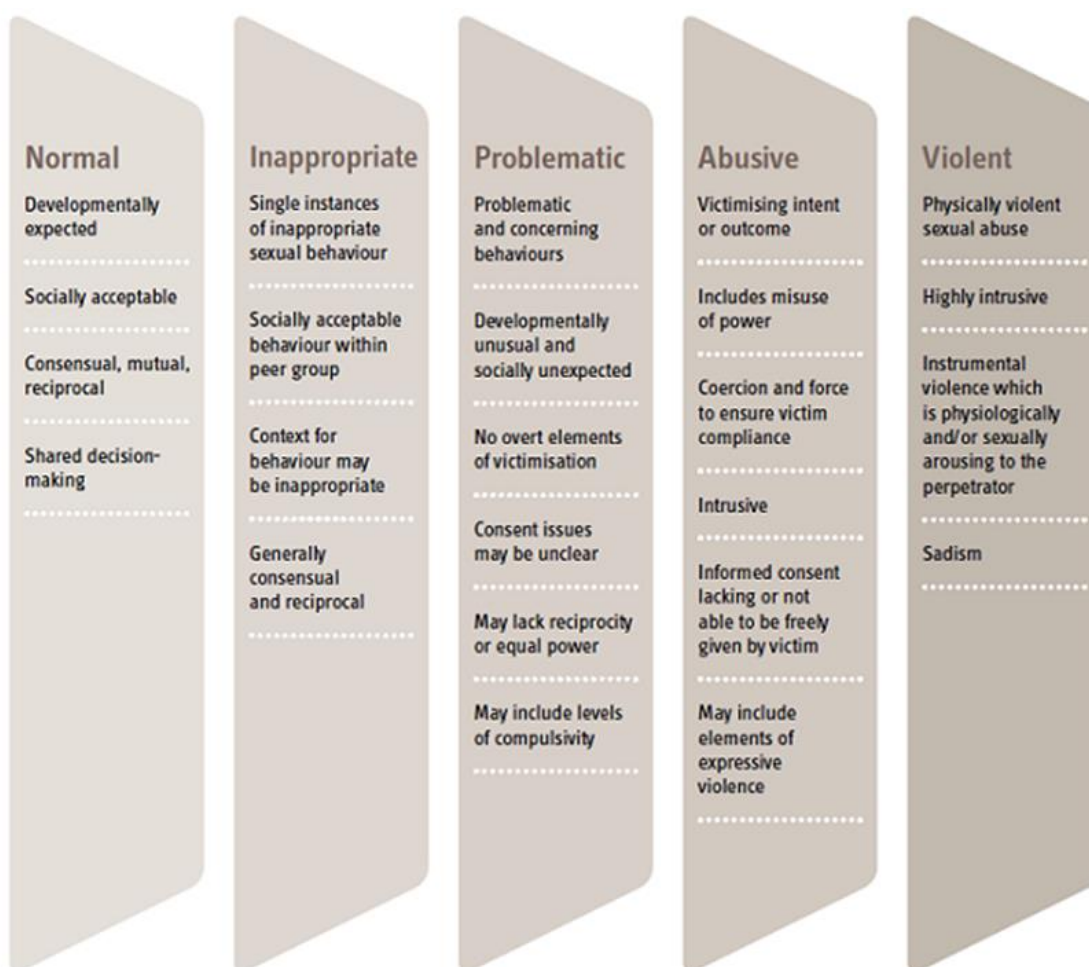 Normal
Developmentally
expected
Socially acceptable
Consensual, mutual,
reciprocal
Shared decision-
making
Inappropriate
Single instances
of inappropriate
sexual behaviour
Socially acceptable
behaviour within
peer group
Context for
behaviour may
be inappropriate
Generally
consensual
and reciprocal
Problematic
Problematic
and concerning
behaviours
Developmentally
unusual and
socially unexpected
No overt elements
of victimisation
Consent issues
may be unclear
May lack reciprocity
or equal power
May include levels
of compulsivity
Abusive
Victimising intent
or outcome
Includes misuse
of power
Coercion and force
to ensure victim
compliance
Intrusive
Informed consent
lacking or not
able to be freely
given by victim
May include
elements of
expressive
violence
Violent
Physically violent
sexual abuse
Highly intrusive
Instrumental
violence which
is physiologically
and/or sexually
arousing to the
perpetrator
Sadism